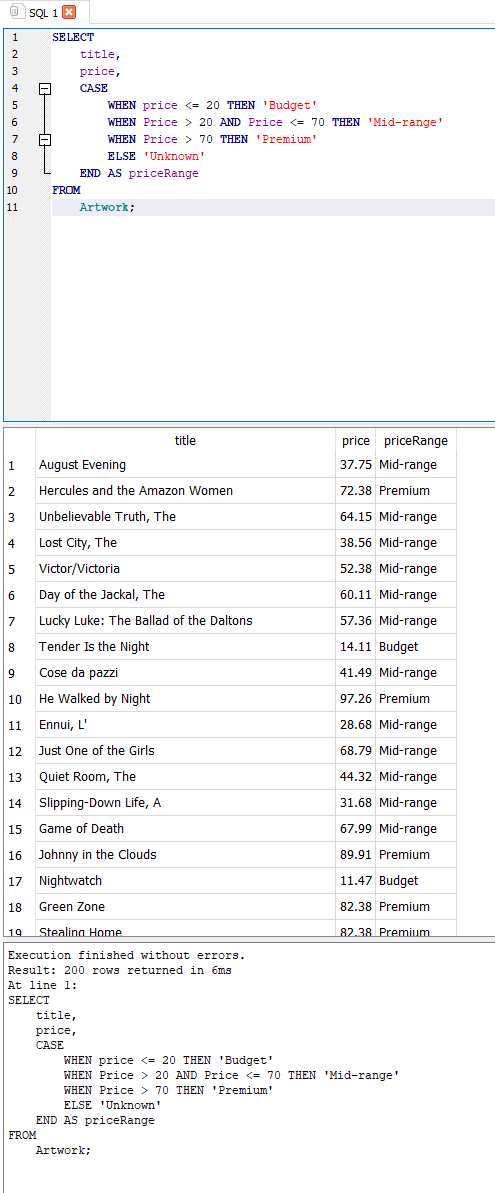 SQL 1
1 SELECT
2 title,
3 price,
4 CASE
5 WHEN price <= 20 THEN 'Budget'
6 WHEN Price > 20 AND Price <= 70 THEN 'Mid-range'
7 WHEN Price > 70 THEN 'Premium'
8 ELSE 'Unknown'
9 END AS priceRange
10 FROM
11 Artwork;
title price priceRange
1 August Evening 37.75 Mid-range
2 Hercules and the Amazon Women 72.38 Premium
3 Unbelievable Truth, The 64.15 Mid-range
4 Lost City, The 38.56 Mid-range
5 Victor/Victoria 52.38 Mid-range
6 Day of the Jackal, The 60.11 Mid-range
7 Lucky Luke: The Ballad of the Daltons 57.36 Mid-range
8 Tender Is the Night 14.11 Budget
9 Cose da pazzi 41.49 Mid-range
10 He Walked by Night 97.26 Premium
11 Ennui, L' 28.68 Mid-range
12 Just One of the Girls 68.79 Mid-range
13 Quiet Room, The 44.32 Mid-range
14 Slipping-Down Life, A 31.68 Mid-range
15 Game of Death 67.99 Mid-range
16 Johnny in the Clouds 89.91 Premium
17 Nightwatch 11.47 Budget
18 Green Zone 82.38 Premium
19 Stealing Home 82.38 Premium
Execution finished without errors.
Result: 200 rows returned in 6ms
At line 1:
SELECT
title,
price,
CASE
WHEN price <= 20 THEN 'Budget'
WHEN Price > 20 AND Price <= 70 THEN 'Mid-range'
WHEN Price > 70 THEN 'Premium'
ELSE 'Unknown'
END AS priceRange
FROM
Artwork;